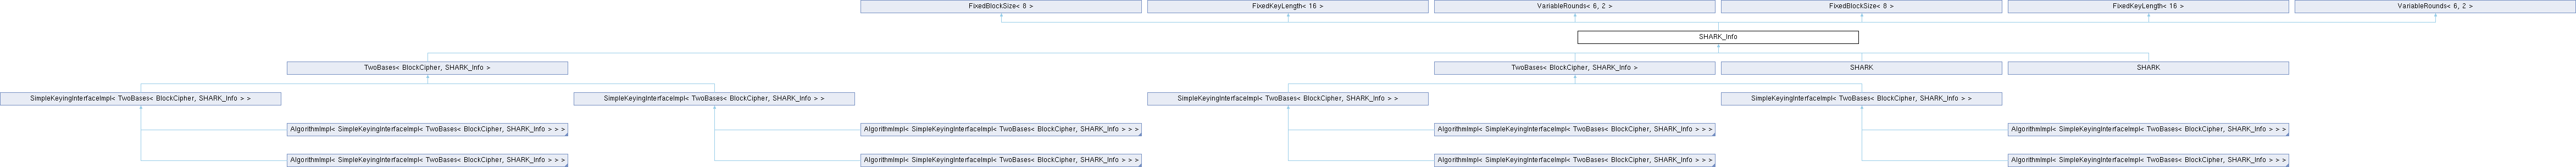 FixedBlockSize< 8 >
FixedKeyLength< 16 >
VariableRounds< 6, 2 >
FixedBlockSize< 8 >
FixedKeyLength< 16 >
VariableRounds< 6, 2 >
SHARK_Info
TwoBases< BlockCipher, SHARK_Info >
TwoBases< BlockCipher, SHARK_Info >
SHARK
SHARK
SimpleKeyingInterfaceImpl< TwoBases< BlockCipher, SHARK_Info > >
SimpleKeyingInterfaceImpl< TwoBases< BlockCipher, SHARK_Info > >
SimpleKeyingInterfaceImpl< TwoBases< BlockCipher, SHARK_Info > >
SimpleKeyingInterfaceImpl< TwoBases< BlockCipher, SHARK_Info > >
AlgorithmImpl< SimpleKeyingInterfaceImpl< TwoBases< BlockCipher, SHARK_Info > > >
AlgorithmImpl< SimpleKeyingInterfaceImpl< TwoBases< BlockCipher, SHARK_Info > > >
AlgorithmImpl< SimpleKeyingInterfaceImpl< TwoBases< BlockCipher, SHARK_Info > > >
AlgorithmImpl< SimpleKeyingInterfaceImpl< TwoBases< BlockCipher, SHARK_Info > > >
AlgorithmImpl< SimpleKeyingInterfaceImpl< TwoBases< BlockCipher, SHARK_Info > > >
AlgorithmImpl< SimpleKeyingInterfaceImpl< TwoBases< BlockCipher, SHARK_Info > > >
AlgorithmImpl< SimpleKeyingInterfaceImpl< TwoBases< BlockCipher, SHARK_Info > > >
AlgorithmImpl< SimpleKeyingInterfaceImpl< TwoBases< BlockCipher, SHARK_Info > > >